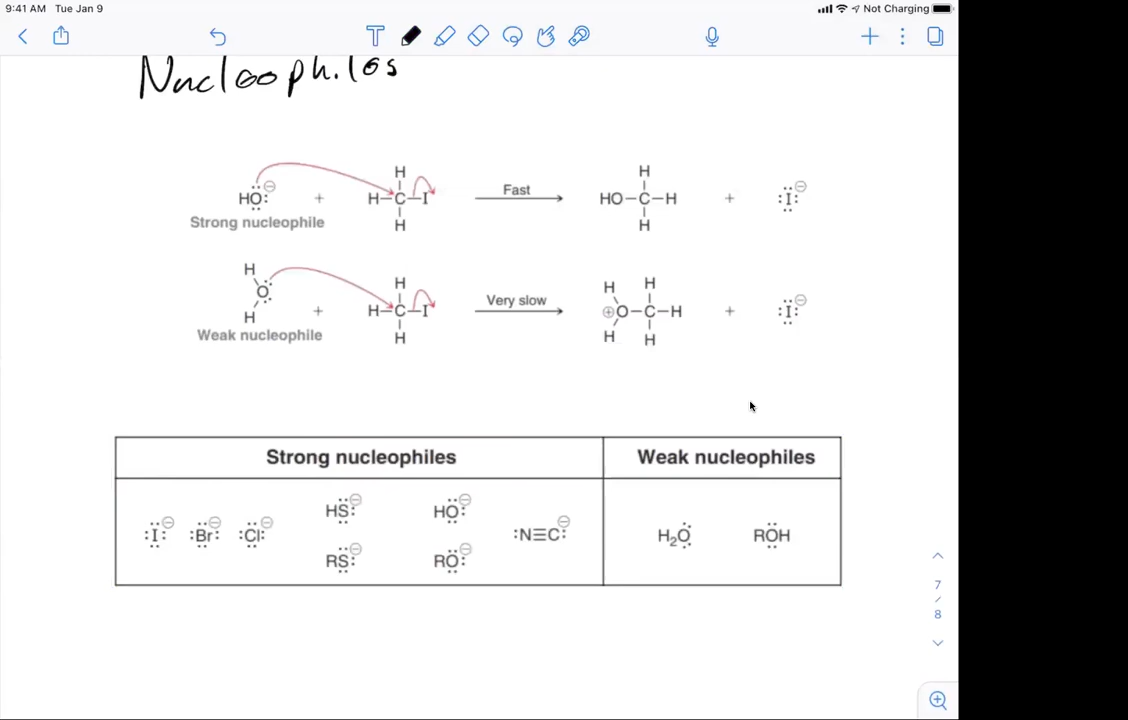 9:41 AM Tue Jan 9
Not Charging
Nucleophiles
HO:⊖ + H–C–I Fast HO–C–H + :I:⊖
H H
H H
Strong nucleophile
H
O: + H–C–I Very slow ⊕O–C–H + :I:⊖
H
H H H
H H H
Weak nucleophile
Strong nucleophiles Weak nucleophiles
:I:⊖ :Br:⊖ :Cl:⊖ HS:⊖ HO:⊖ :N≡C:⊖ H₂O: ROH
RS:⊖ RO:⊖
7
/
8